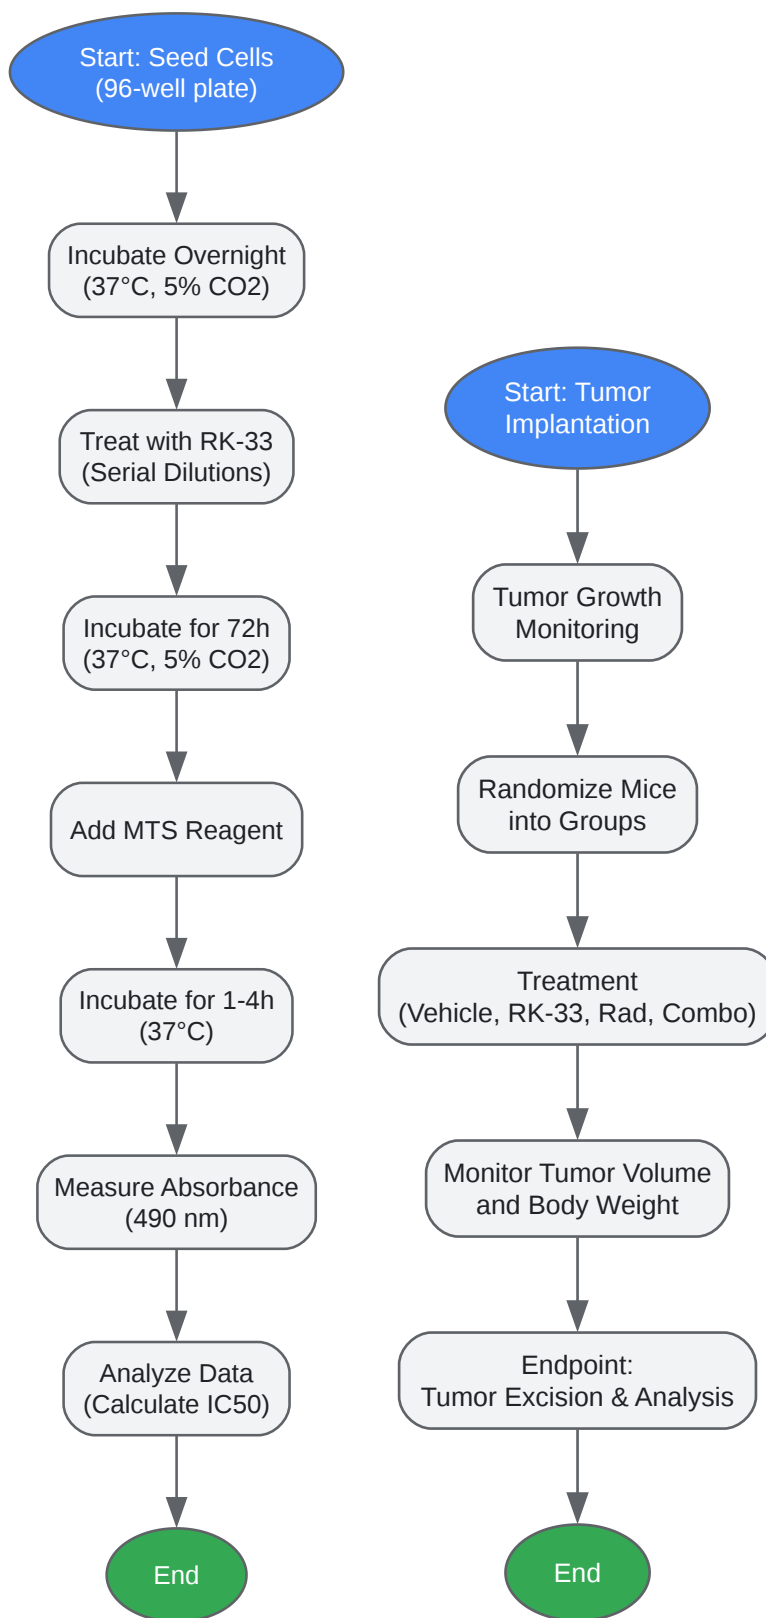 Start: Seed Cells
(96-well plate)
Incubate Overnight
(37°C, 5% CO2)
Treat with RK-33
(Serial Dilutions)
Incubate for 72h
(37°C, 5% CO2)
Add MTS Reagent
Incubate for 1-4h
(37°C)
Measure Absorbance
(490 nm)
Analyze Data
(Calculate IC50)
End
Start: Tumor
Implantation
Tumor Growth
Monitoring
Randomize Mice
into Groups
Treatment
(Vehicle, RK-33, Rad, Combo)
Monitor Tumor Volume
and Body Weight
Endpoint:
Tumor Excision & Analysis
End